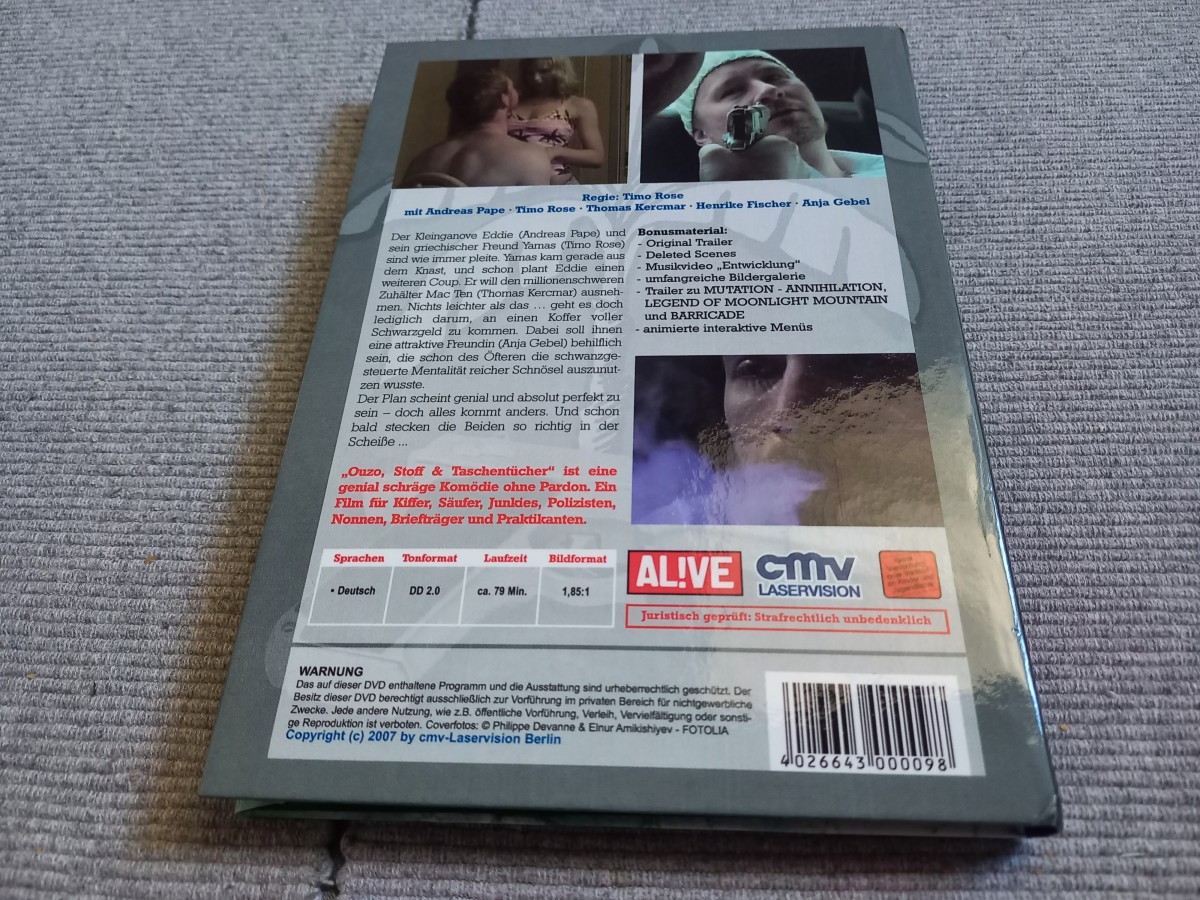 Regie: Timo Rose
mit Andreas Pape · Timo Rose · Thomas Kercmar · Henrike Fischer · Anja Gebel
Der Kleinganove Eddie (Andreas Pape) und
sein griechischer Freund Yamas (Timo Rose)
sind wie immer pleite. Yamas kam gerade aus
dem Knast, und schon plant Eddie einen
weiteren Coup. Er will den millionenschweren
Zuhälter Mac Ten (Thomas Kercmar) ausneh-
men. Nichts leichter als das ... geht es doch
lediglich darum, an einen Koffer voller
Schwarzgeld zu kommen. Dabei soll ihnen
eine attraktive Freundin (Anja Gebel) behilflich
sein, die schon des Öfteren die schwanzge-
steuerte Mentalität reicher Schnösel auszunut-
zen wusste.
Der Plan scheint genial und absolut perfekt zu
sein – doch alles kommt anders. Und schon
bald stecken die Beiden so richtig in der
Scheiße ...
„Ouzo, Stoff & Taschentücher" ist eine
genial schräge Komödie ohne Pardon. Ein
Film für Kiffer, Säufer, Junkies, Polizisten,
Nonnen, Briefträger und Praktikanten.
Bonusmaterial:
- Original Trailer
- Deleted Scenes
- Musikvideo „Entwicklung"
- umfangreiche Bildergalerie
- Trailer zu MUTATION - ANNIHILATION,
LEGEND OF MOONLIGHT MOUNTAIN
und BARRICADE
- animierte interaktive Menüs
Sprachen Tonformat Laufzeit Bildformat
• Deutsch DD 2.0 ca. 79 Min. 1,85:1
AL!VE
cmv
LASERVISION
Juristisch geprüft: Strafrechtlich unbedenklich
WARNUNG
Das auf dieser DVD enthaltene Programm und die Ausstattung sind urheberrechtlich geschützt. Der
Besitz dieser DVD berechtigt ausschließlich zur Vorführung im privaten Bereich für nichtgewerbliche
Zwecke. Jede andere Nutzung, wie z.B. öffentliche Vorführung, Verleih, Vervielfältigung oder sonsti-
ge Reproduktion ist verboten. Coverfotos: © Philippe Devanne & Elnur Amikishiyev - FOTOLIA
Copyright (c) 2007 by cmv-Laservision Berlin
4 026643 000098